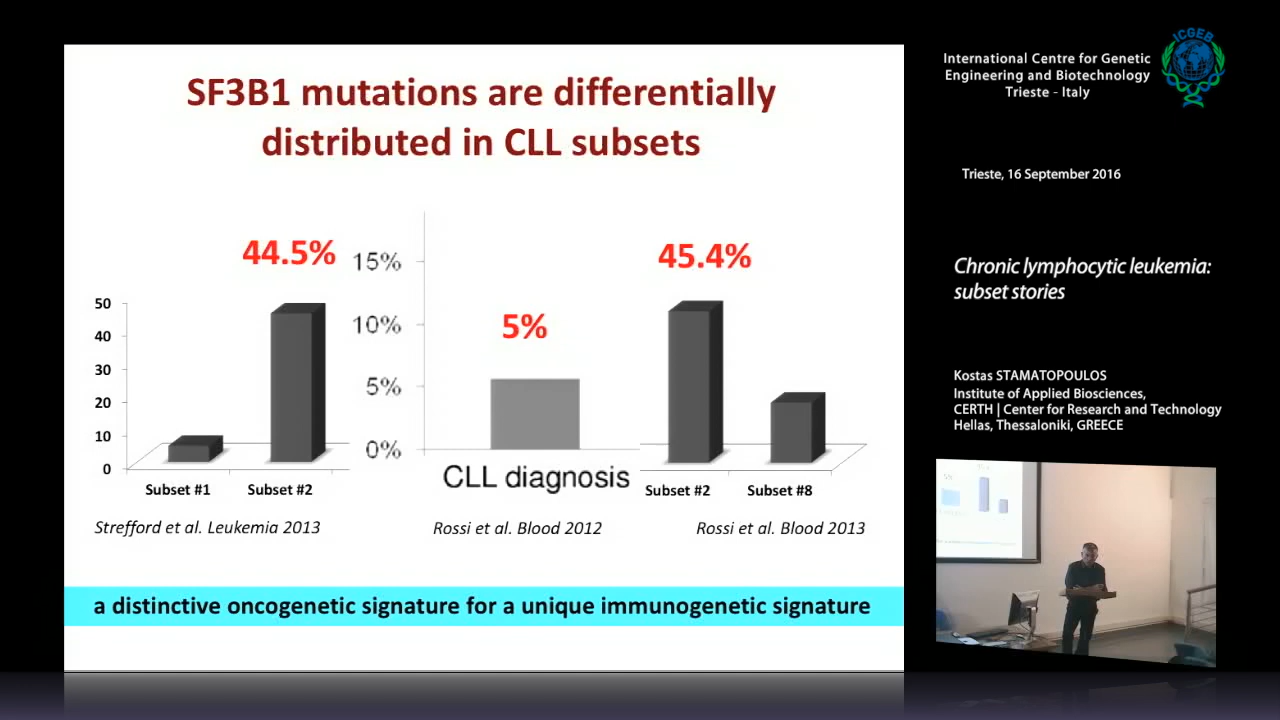 SF3B1 mutations are differentially
distributed in CLL subsets
44.5%
50
40
30
20
10
0
Subset #1
Subset #2
Strefford et al. Leukemia 2013
15%
10%
5%
0%
5%
CLL diagnosis
Rossi et al. Blood 2012
45.4%
Subset #2
Subset #8
Rossi et al. Blood 2013
a distinctive oncogenetic signature for a unique immunogenetic signature
International Centre for Genetic
Engineering and Biotechnology
Trieste - Italy
ICGEB
Trieste, 16 September 2016
Chronic lymphocytic leukemia:
subset stories
Kostas STAMATOPOULOS
Institute of Applied Biosciences,
CERTH | Center for Research and Technology
Hellas, Thessaloniki, GREECE